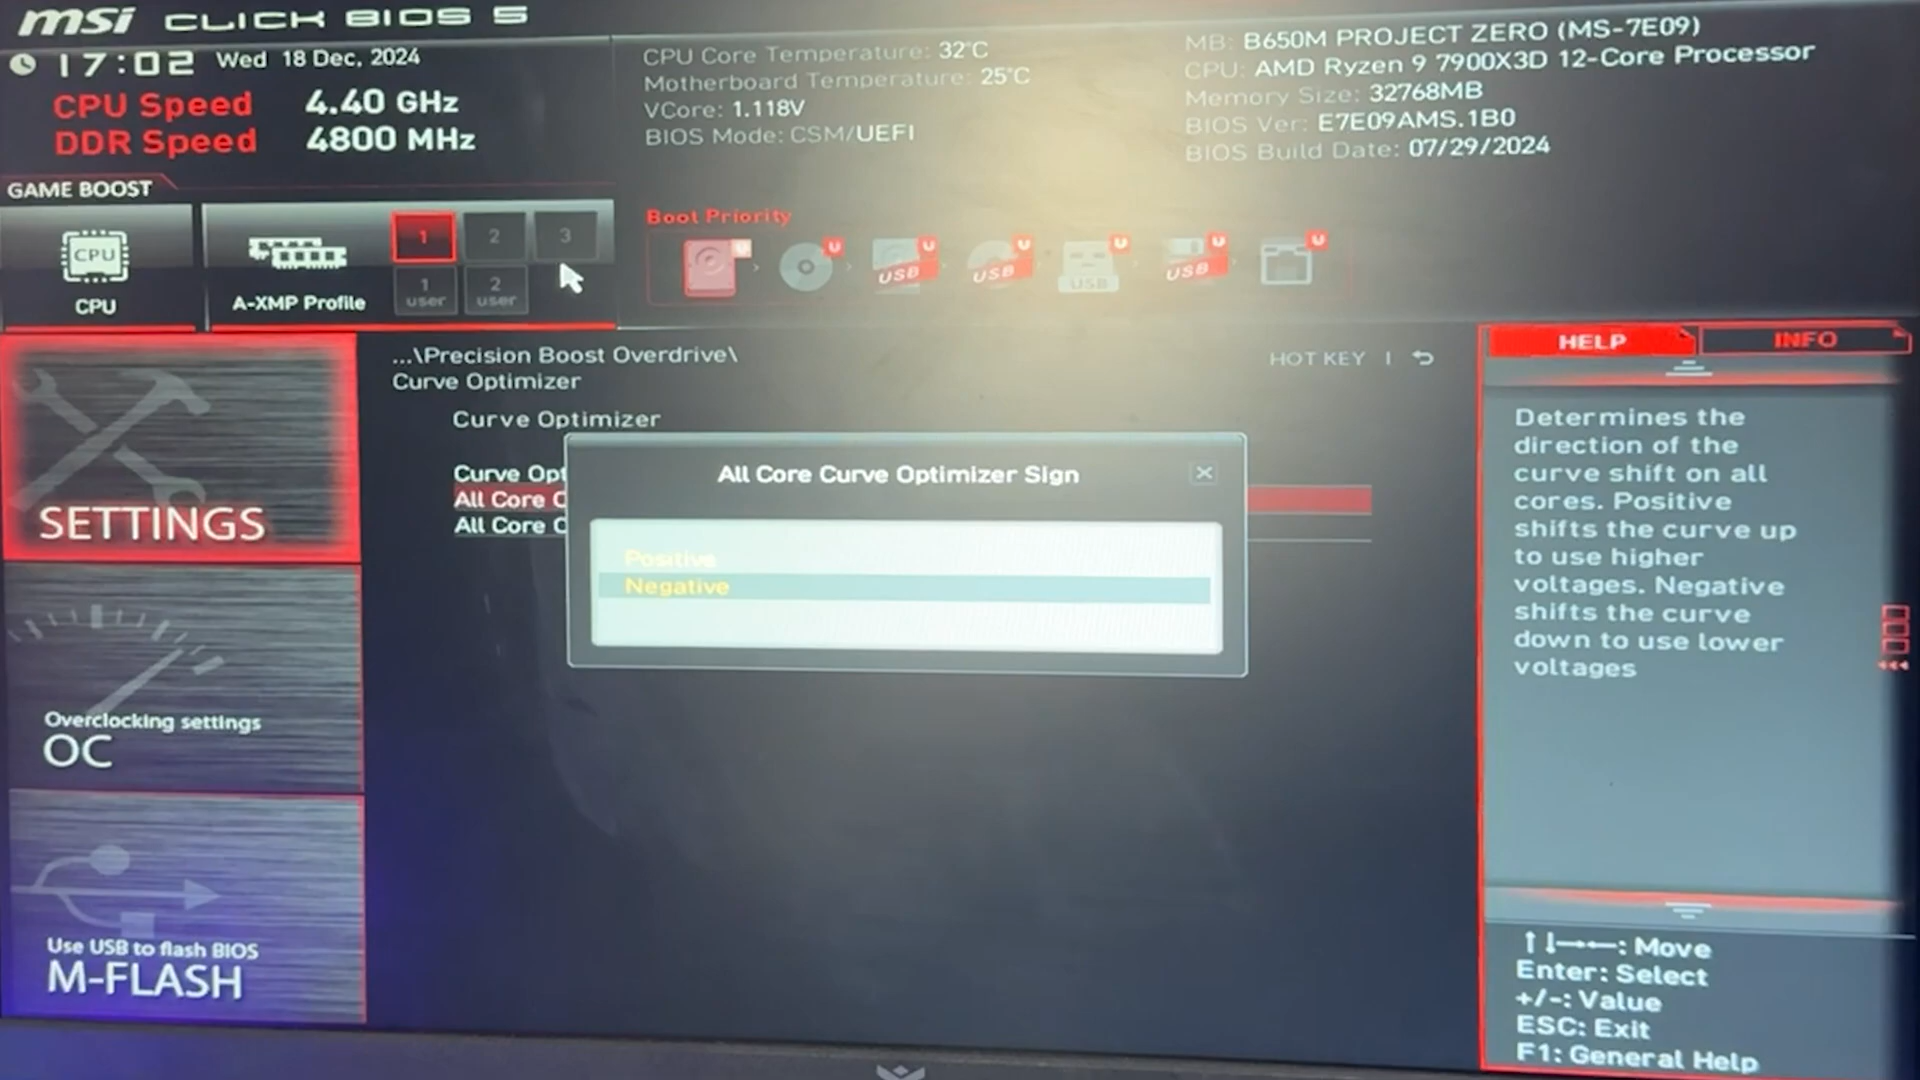 msi CLICK BIOS 5
17:02 Wed 18 Dec, 2024
CPU Speed 4.40 GHz
DDR Speed 4800 MHz
CPU Core Temperature: 32°C
Motherboard Temperature: 25°C
VCore: 1.118V
BIOS Mode: CSM/UEFI
MB: B650M PROJECT ZERO (MS-7E09)
CPU: AMD Ryzen 9 7900X3D 12-Core Processor
Memory Size: 32768MB
BIOS Ver: E7E09AMS.1B0
BIOS Build Date: 07/29/2024
GAME BOOST
CPU
CPU
A-XMP Profile
1 2 3
1 user 2 user
Boot Priority
U U U U U U U
USB USB USB USB
HELP INFO
...\Precision Boost Overdrive\
Curve Optimizer
HOT KEY |
Curve Optimizer
Curve Opt
All Core C
All Core C
All Core Curve Optimizer Sign
Positive
Negative
SETTINGS
Overclocking settings
OC
Use USB to flash BIOS
M-FLASH
Determines the
direction of the
curve shift on all
cores. Positive
shifts the curve up
to use higher
voltages. Negative
shifts the curve
down to use lower
voltages
↑↓→←: Move
Enter: Select
+/-: Value
ESC: Exit
F1: General Help